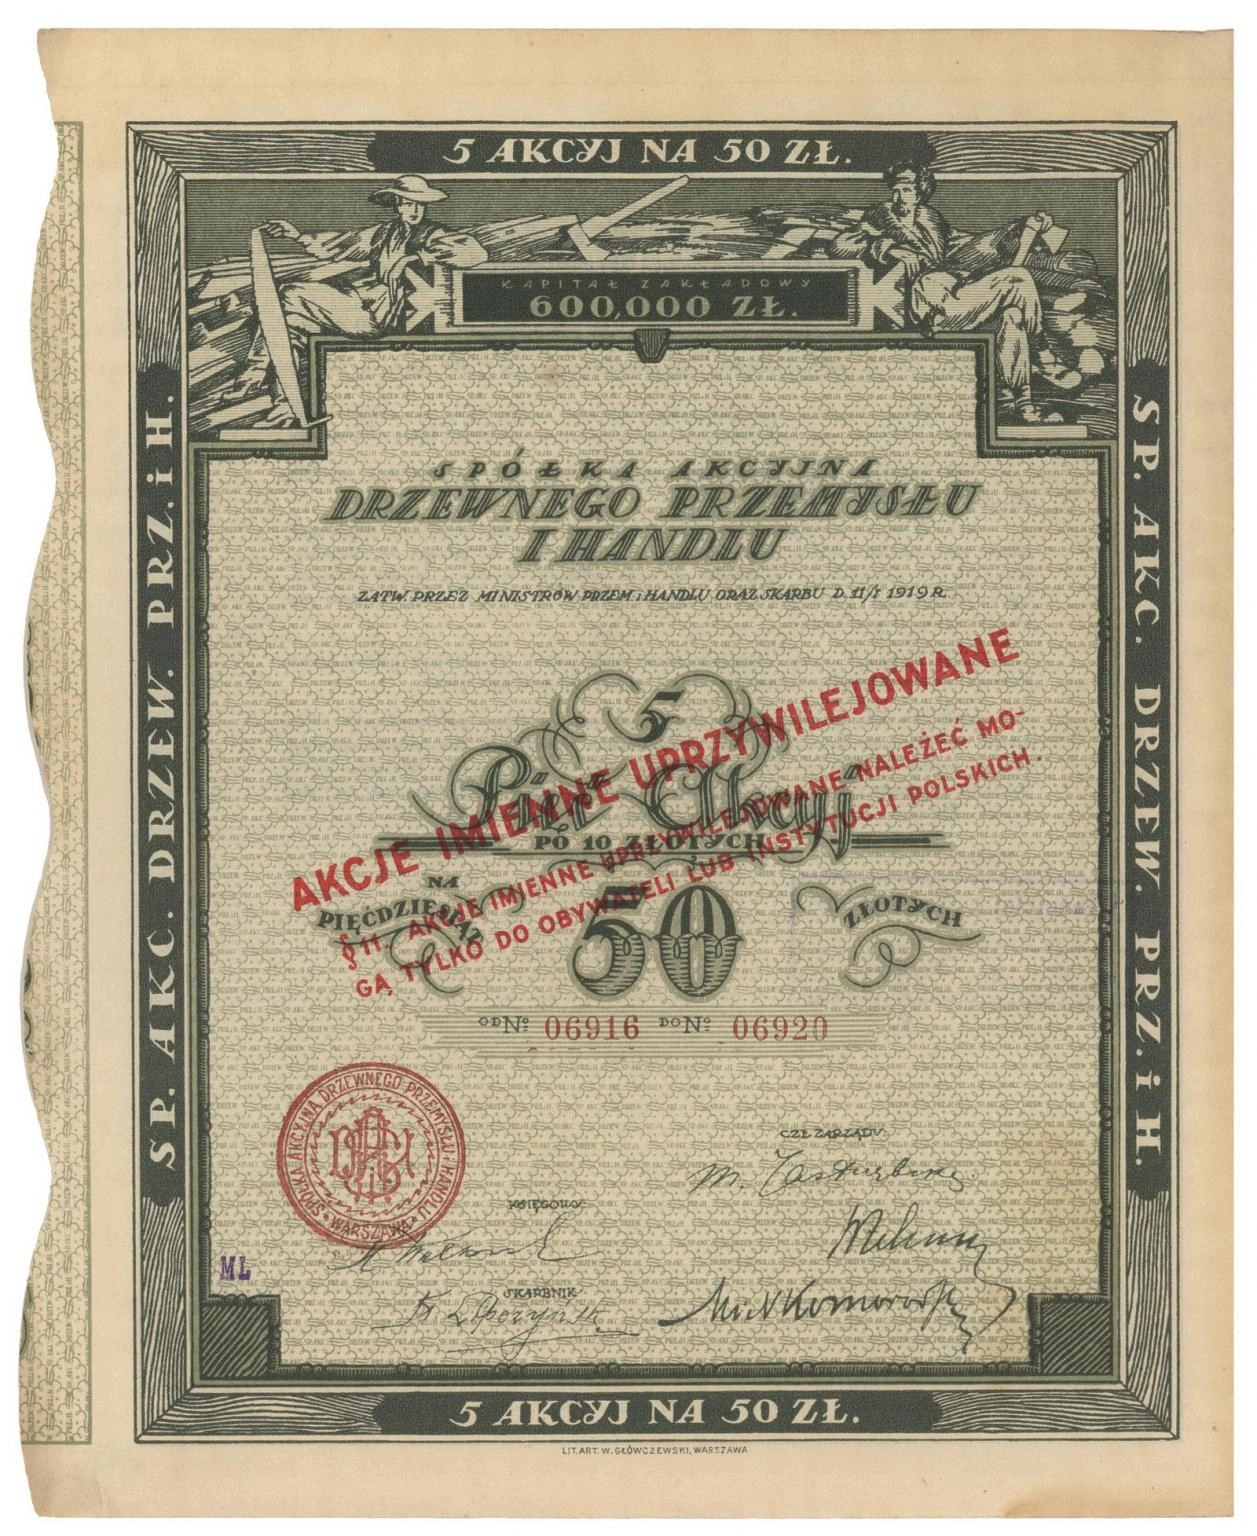 5 AKCYJ NA 50 ZŁ.
KAPITAŁ ZAKŁADOWY
600,000 ZŁ.
SP. AKC. DRZEW. PRZ. i H.
SP. AKC. DRZEW. PRZ. i H.
SPÓŁKA AKCYJNA
DRZEWNEGO PRZEMYSŁU
I HANDLU
ZATW. PRZEZ MINISTRÓW PRZEM. i HANDLU ORAZ SKARBU D. 11/I 1919 R.
5
Pięć Akcyj
PO 10 ZŁOTYCH
AKCJE IMIENNE UPRZYWILEJOWANE
§ 11. AKCJE IMIENNE UPRZYWILEJOWANE NALEŻEĆ MO-
GĄ TYLKO DO OBYWATELI LUB INSTYTUCJI POLSKICH.
NA
PIĘĆDZIESIĄT
50
ZŁOTYCH
OD Nº 06916 DO Nº 06920
SPÓŁKA AKCYJNA DRZEWNEGO PRZEMYSŁU i HANDLU
WARSZAWA
CZŁ. ZARZĄDU:
KSIĘGOWY
ML
SKARBNIK
5 AKCYJ NA 50 ZŁ.
LIT. ART. W. GŁÓWCZEWSKI, WARSZAWA